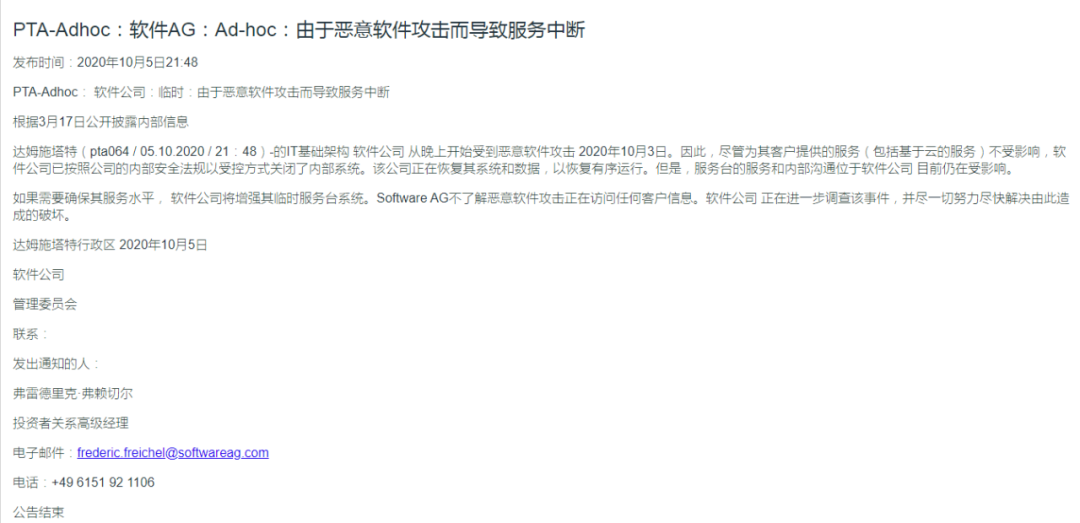 PTA-Adhoc：软件AG：Ad-hoc：由于恶意软件攻击而导致服务中断
发布时间：2020年10月5日21:48
PTA-Adhoc： 软件公司：临时：由于恶意软件攻击而导致服务中断
根据3月17日公开披露内部信息
达姆施塔特（pta064 / 05.10.2020 / 21：48）-的IT基础架构 软件公司 从晚上开始受到恶意软件攻击 2020年10月3日。因此，尽管为其客户提供的服务（包括基于云的服务）不受影响，软
件公司已按照公司的内部安全法规以受控方式关闭了内部系统。该公司正在恢复其系统和数据，以恢复有序运行。但是，服务台的服务和内部沟通位于软件公司 目前仍在受影响。
如果需要确保其服务水平， 软件公司将增强其临时服务台系统。Software AG不了解恶意软件攻击正在访问任何客户信息。软件公司 正在进一步调查该事件，并尽一切努力尽快解决由此造
成的破坏。
达姆施塔特行政区 2020年10月5日
软件公司
管理委员会
联系：
发出通知的人：
弗雷德里克·弗赖切尔
投资者关系高级经理
电子邮件：frederic.freichel@softwareag.com
电话：+49 6151 92 1106
公告结束